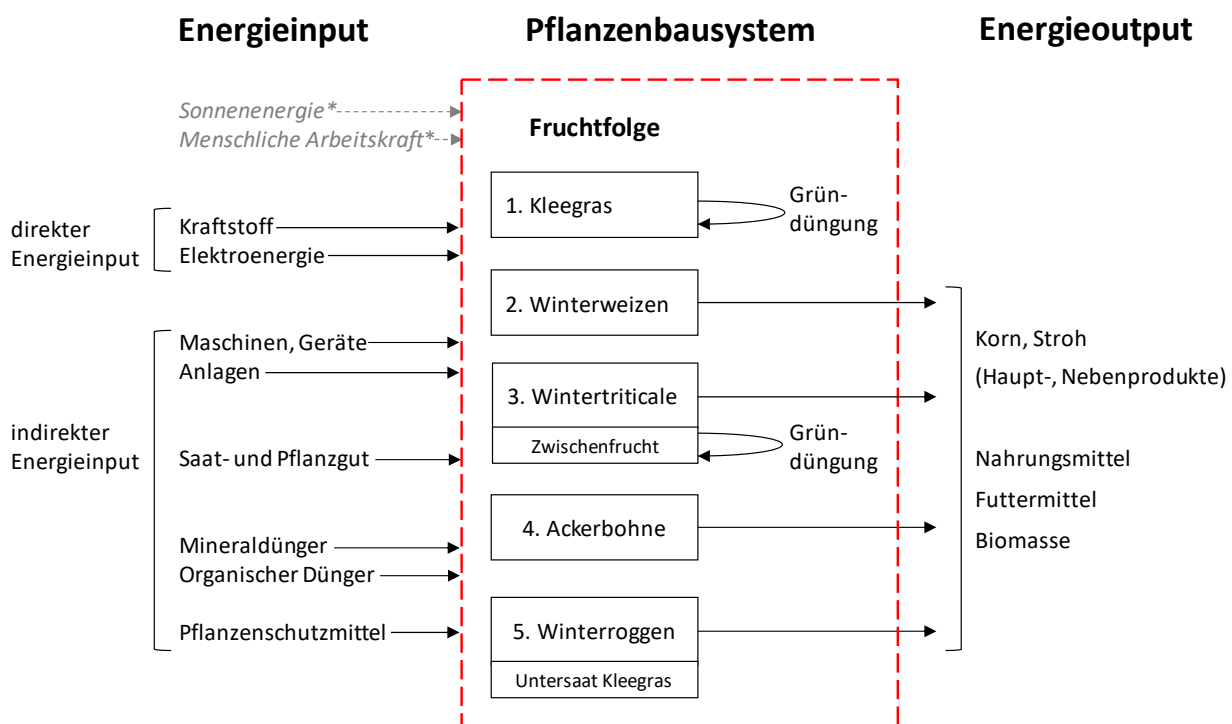 Energieinput
Pflanzenbausystem
Energieoutput
Sonnenenergie*
Menschliche Arbeitskraft*
direkter
Energieinput
Kraftstoff
Elektroenergie
indirekter
Energieinput
Maschinen, Geräte
Anlagen
Saat- und Pflanzgut
Mineraldünger
Organischer Dünger
Pflanzenschutzmittel
Fruchtfolge
1. Kleegras
Grün-
düngung
2. Winterweizen
3. Wintertriticale
Zwischenfrucht
Grün-
düngung
4. Ackerbohne
5. Winterroggen
Untersaat Kleegras
Korn, Stroh
(Haupt-, Nebenprodukte)
Nahrungsmittel
Futtermittel
Biomasse